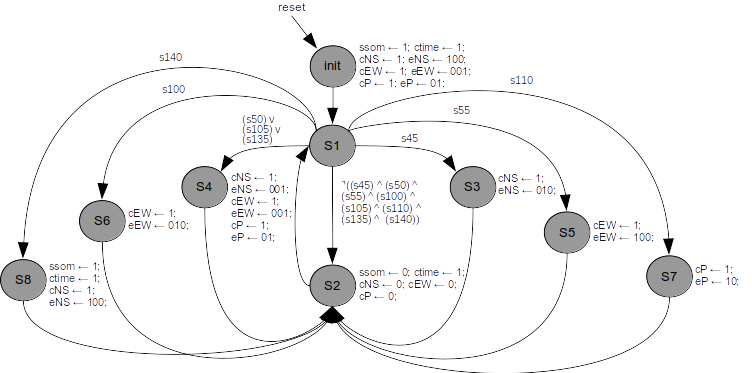 reset
init
ssom ← 1; ctime ← 1;
cNS ← 1; eNS ← 100;
cEW ← 1; eEW ← 001;
cP ← 1; eP ← 01;
s140
s100
s110
s55
s45
(s50) v
(s105) v
(s135)
S1
S4
cNS ← 1;
eNS ← 001;
cEW ← 1;
eEW ← 001;
cP ← 1;
eP ← 01;
¬((s45) ^ (s50) ^
(s55) ^ (s100) ^
(s105) ^ (s110) ^
(s135) ^ (s140))
S3
cNS ← 1;
eNS ← 010;
S6
cEW ← 1;
eEW ← 010;
S5
cEW ← 1;
eEW ← 100;
S8
ssom ← 1;
ctime ← 1;
cNS ← 1;
eNS ← 100;
S2
ssom ← 0; ctime ← 1;
cNS ← 0; cEW ← 0;
cP ← 0;
S7
cP ← 1;
eP ← 10;